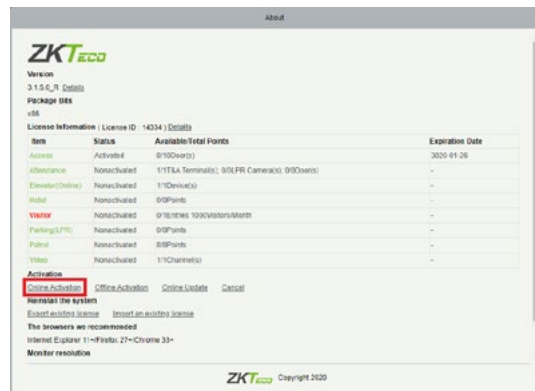 About
ZKTeco
Version
3.1.5.0_R Details
Package Bits
x86
License Information ( License ID : 14334 ) Details
Item Status Available/Total Points Expiration Date
Access Activated 8/10Door(s) 3020-01-26
Attendance Nonactivated 1/1T&A Terminal(s); 0/0LPR Camera(s); 0/0Door(s) -
Elevator(Online) Nonactivated 1/1Device(s) -
Hotel Nonactivated 0/0Points -
Visitor Nonactivated 1000Visitors/Month -
Parking(LPR) Nonactivated 0/0Points -
Patrol Nonactivated 8/8Points -
Video Nonactivated 1/1Channel(s) -
Activation
Online Activation Offline Activation Online Update Cancel
Reinstall the system
Export existing license Import an existing license
The browsers we recommended
Internet Explorer 11+/Firefox 27+/Chrome 33+
Monitor resolution
ZKTeco Copyright 2020